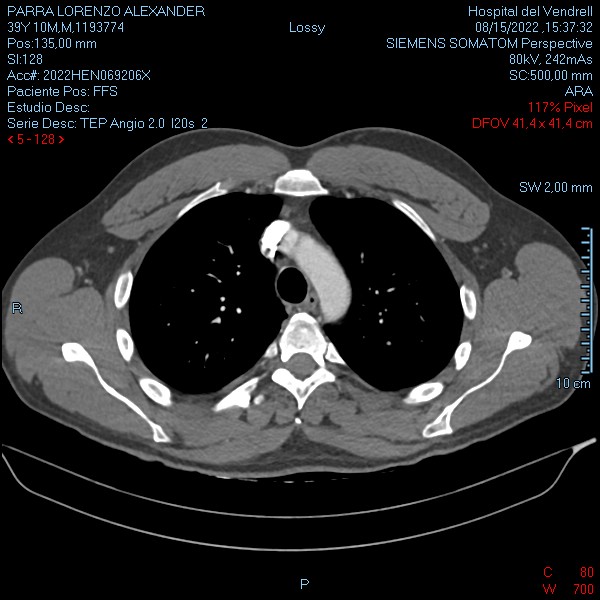 PARRA LORENZO ALEXANDER
39Y 10M,M,1193774
Pos:135,00 mm
SI:128
Acc#: 2022HEN069206X
Paciente Pos: FFS
Estudio Desc:
Serie Desc: TEP Angio 2.0 I20s 2
< 5 - 128 >
Lossy
Hospital del Vendrell
08/15/2022 ,15:37:32
SIEMENS SOMATOM Perspective
80kV, 242mAs
SC:500,00 mm
ARA
117% Pixel
DFOV 41,4 x 41,4 cm
SW 2,00 mm
R
10 cm
P
C 80
W 700